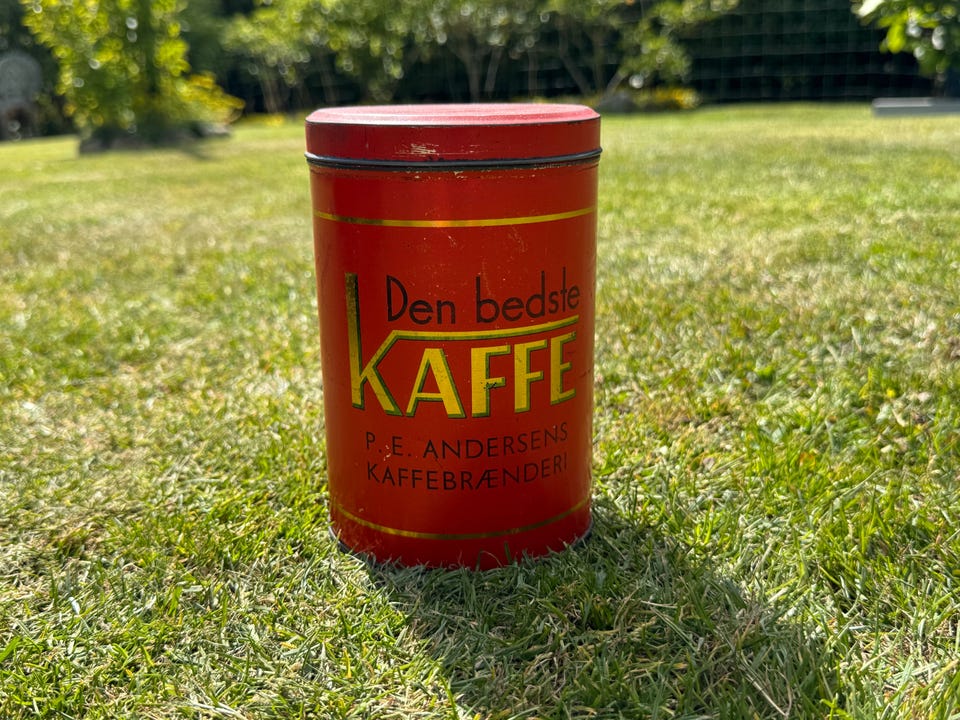 Den bedste
KAFFE
P. E. ANDERSENS
KAFFEBRÆNDERI